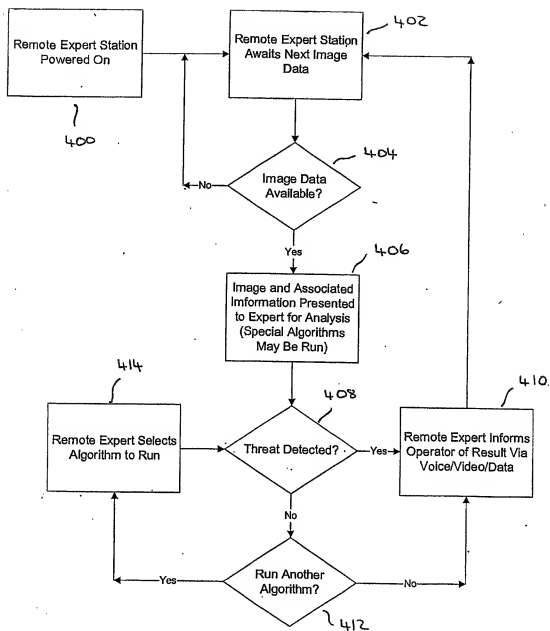 Remote Expert Station
Powered On
400
Remote Expert Station
Awaits Next Image
Data
402
Image Data
Available?
404
No
Yes
Image and Associated
Imformation Presented
to Expert for Analysis
(Special Algorithms
May Be Run)
406
414
Remote Expert Selects
Algorithm to Run
Threat Detected?
408
Yes
410
Remote Expert Informs
Operator of Result Via
Voice/Video/Data
No
Run Another
Algorithm?
412
Yes
No